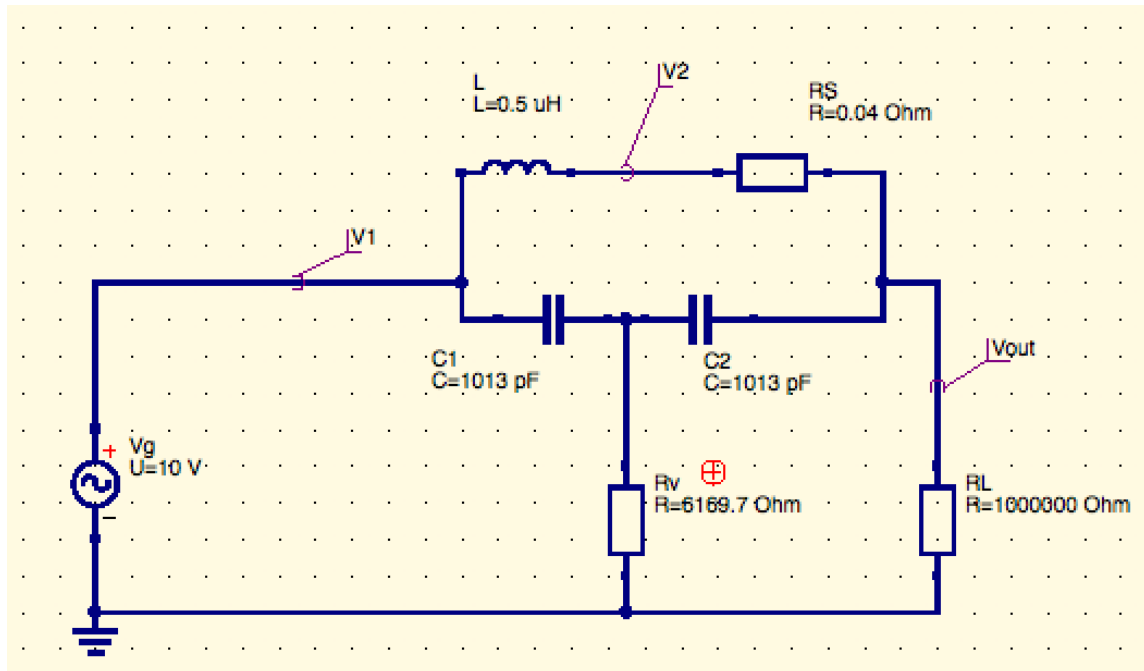 L
L=0.5 uH
V2
RS
R=0.04 Ohm
V1
C1
C=1013 pF
C2
C=1013 pF
Vout
Vg
U=10 V
+
−
Rv
R=6169.7 Ohm
RL
R=1000000 Ohm